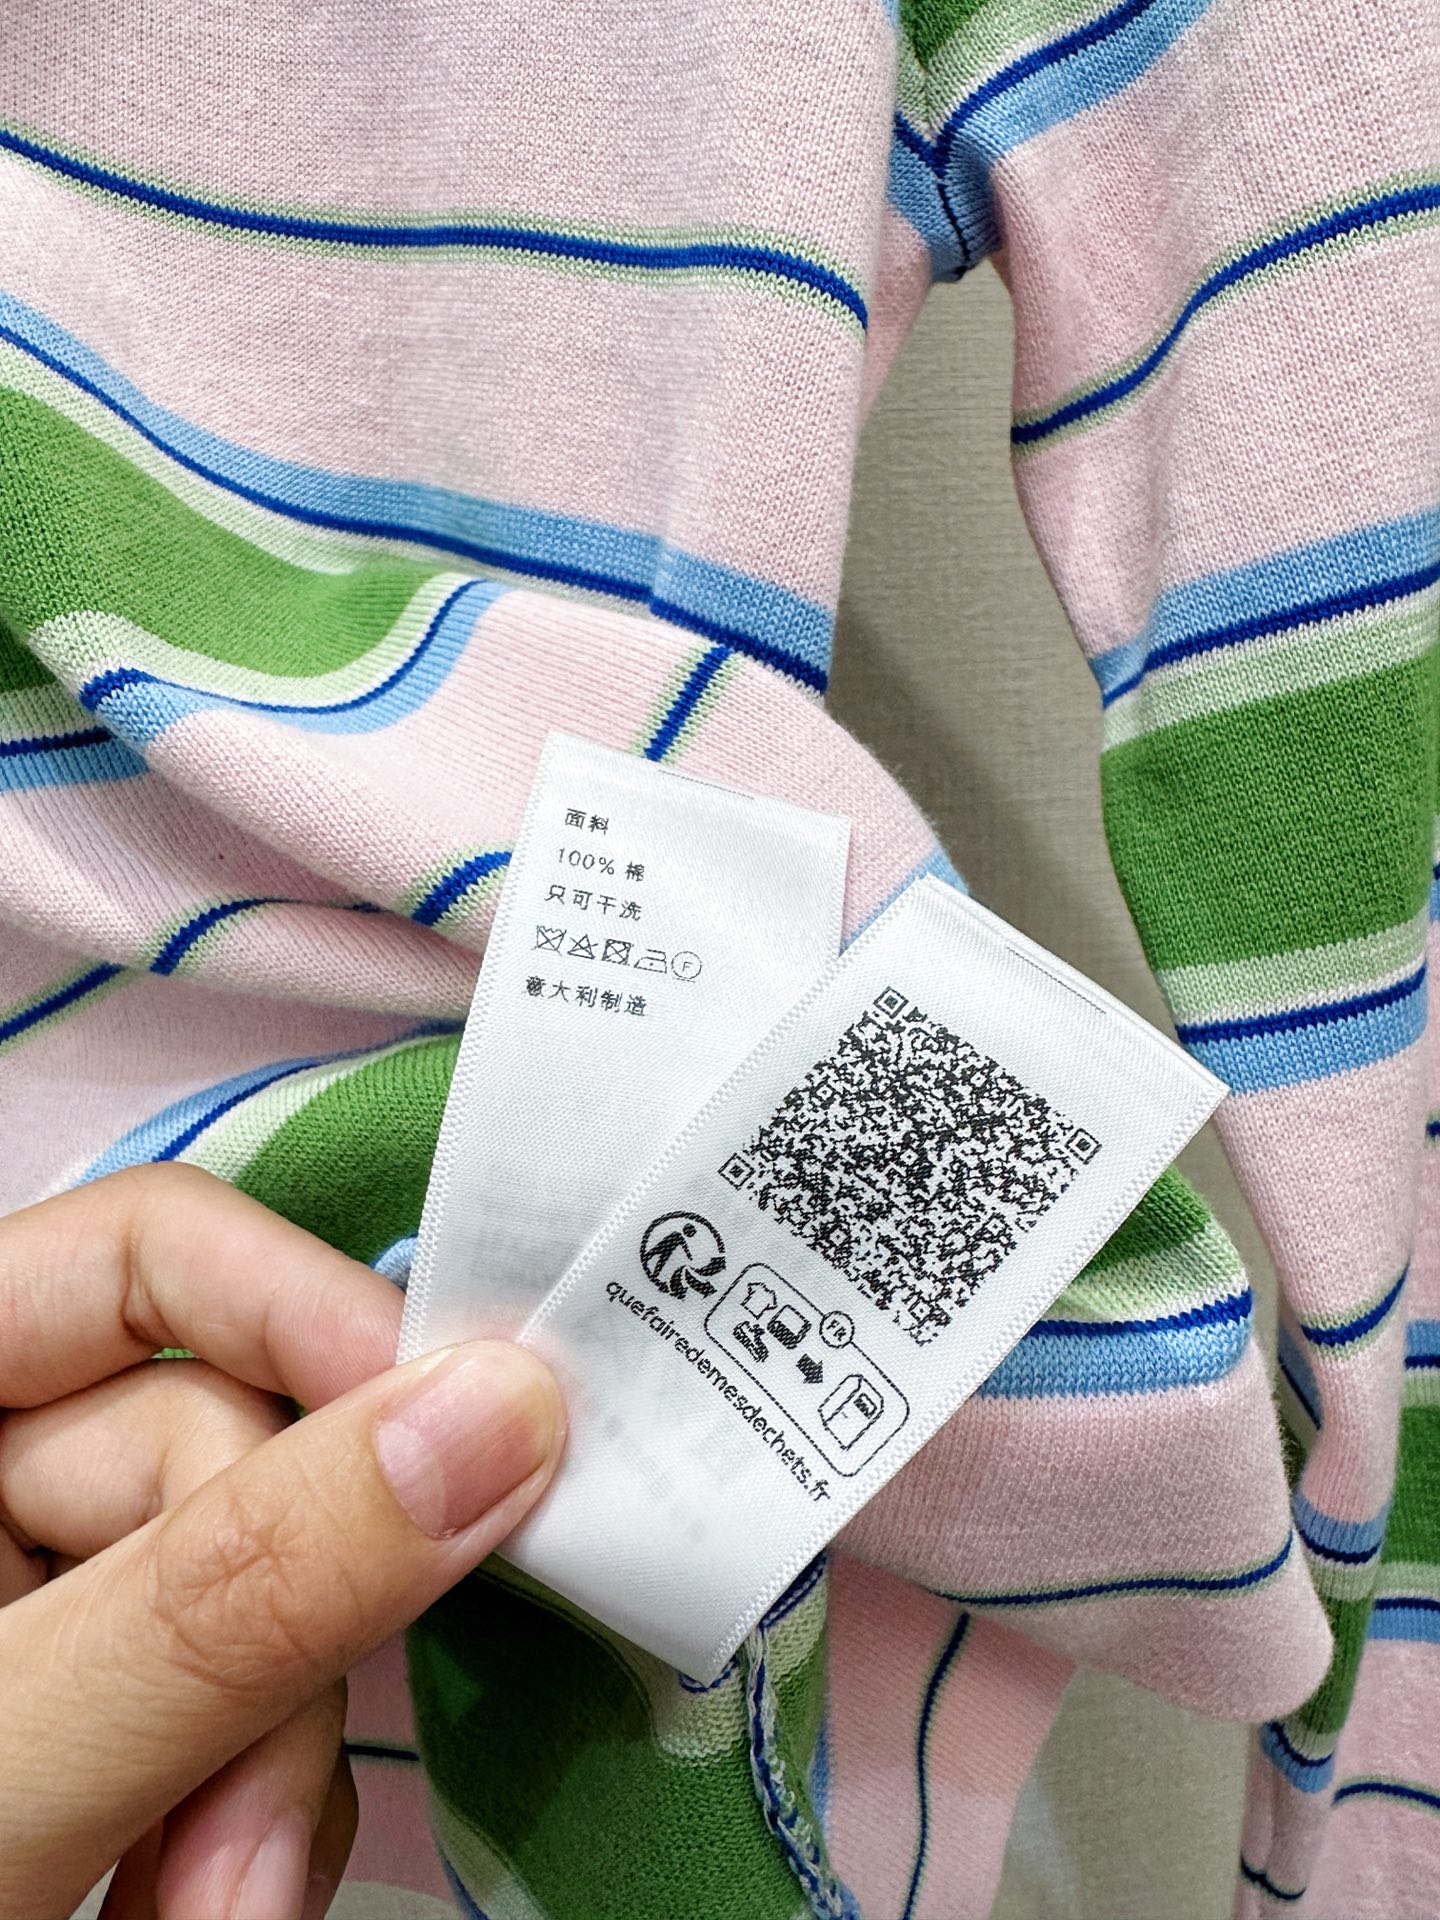 面料
100% 棉
只可干洗
F
意大利制造
FR
quefairedemesdechets.fr